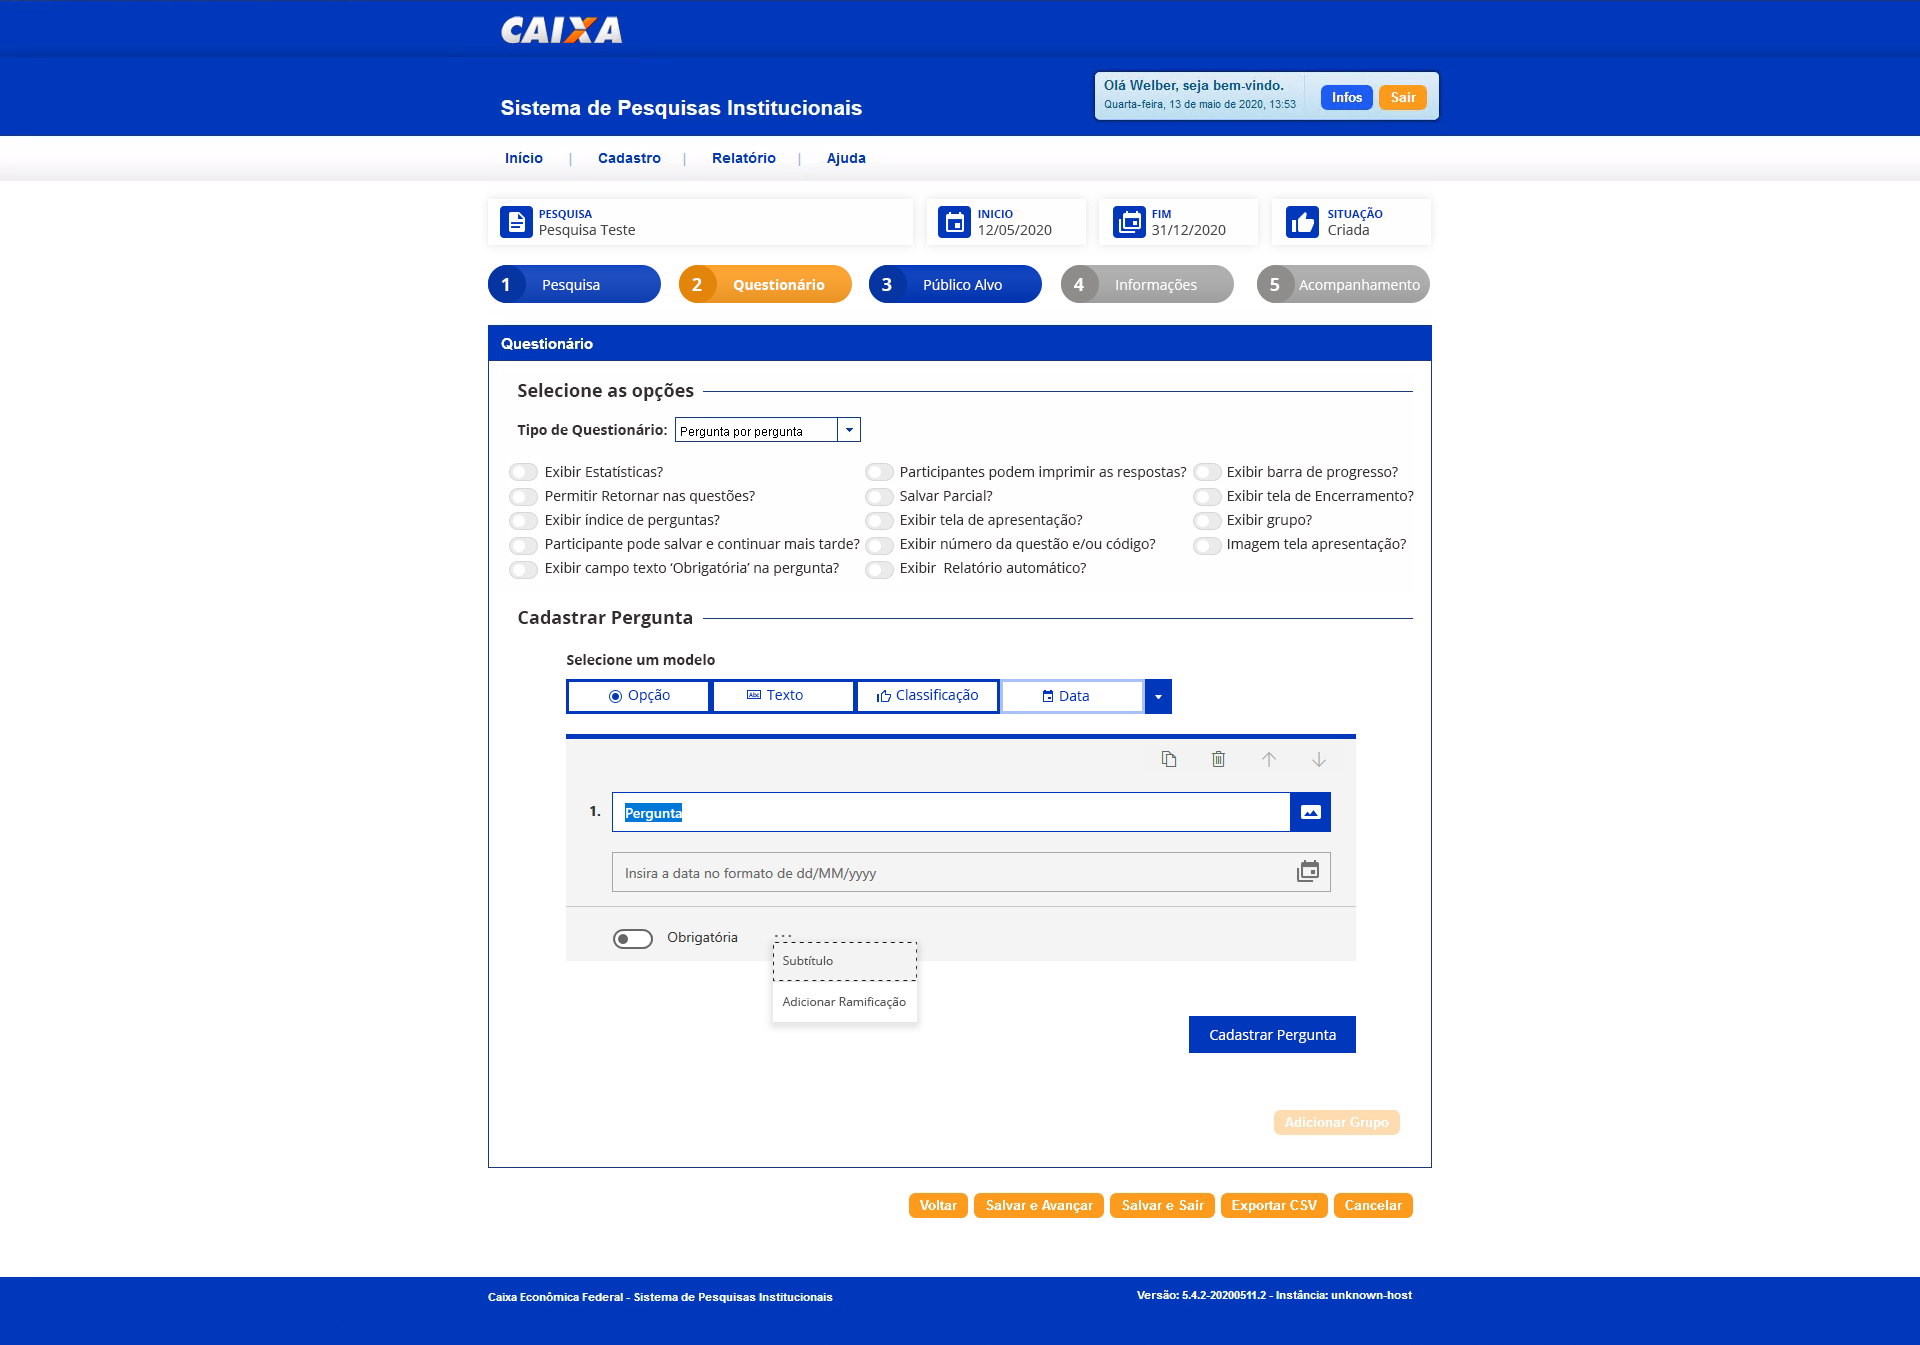 CAIXA
Sistema de Pesquisas Institucionais
Olá Welber, seja bem-vindo.
Quarta-feira, 13 de maio de 2020, 13:53
Infos
Sair
Início | Cadastro | Relatório | Ajuda
PESQUISA
Pesquisa Teste
INICIO
12/05/2020
FIM
31/12/2020
SITUAÇÃO
Criada
1 Pesquisa
2 Questionário
3 Público Alvo
4 Informações
5 Acompanhamento
Questionário
Selecione as opções
Tipo de Questionário: Pergunta por pergunta
Exibir Estatísticas? Participantes podem imprimir as respostas? Exibir barra de progresso?
Permitir Retornar nas questões? Salvar Parcial? Exibir tela de Encerramento?
Exibir índice de perguntas? Exibir tela de apresentação? Exibir grupo?
Participante pode salvar e continuar mais tarde? Exibir número da questão e/ou código? Imagem tela apresentação?
Exibir campo texto ‘Obrigatória’ na pergunta? Exibir Relatório automático?
Cadastrar Pergunta
Selecione um modelo
Opção Abc Texto Classificação Data
1. Pergunta
Insira a data no formato de dd/MM/yyyy
Obrigatória ...
Subtítulo
Adicionar Ramificação
Cadastrar Pergunta
Adicionar Grupo
Voltar Salvar e Avançar Salvar e Sair Exportar CSV Cancelar
Caixa Econômica Federal - Sistema de Pesquisas Institucionais
Versão: 5.4.2-20200511.2 - Instância: unknown-host